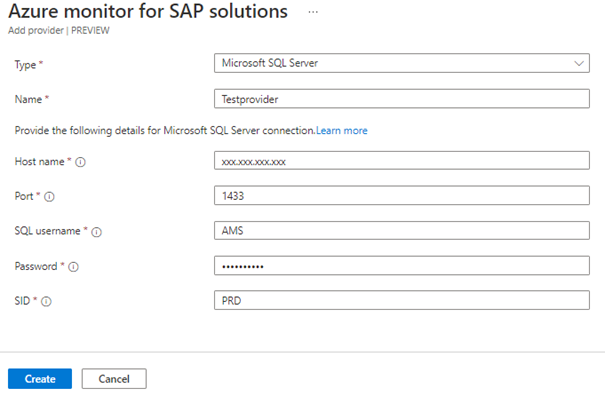 Azure monitor for SAP solutions ...
Add provider | PREVIEW
Type * Microsoft SQL Server
Name * Testprovider
Provide the following details for Microsoft SQL Server connection.Learn more
Host name * xxx.xxx.xxx.xxx
Port * 1433
SQL username * AMS
Password * ••••••••••
SID * PRD
Create Cancel